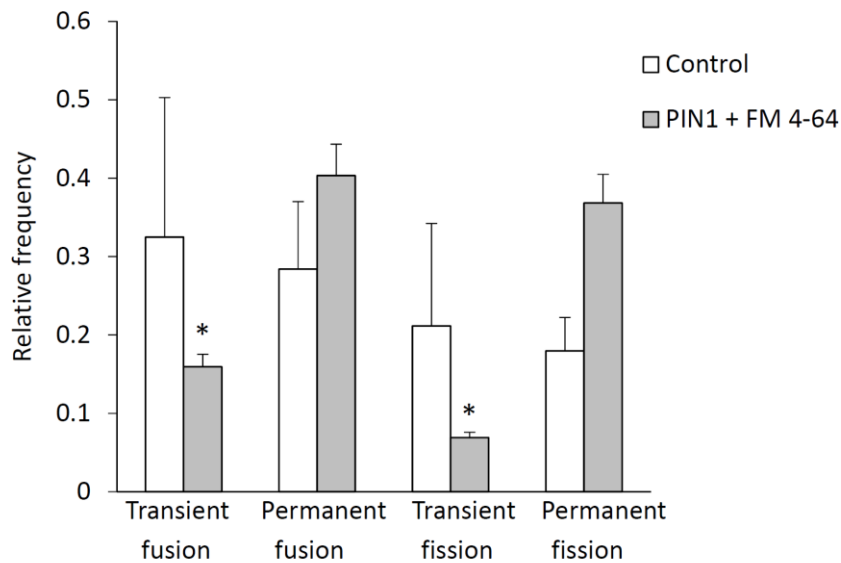 0.6
0.5
0.4
0.3
0.2
0.1
0
Relative frequency
Control
PIN1 + FM 4-64
*
*
Transient Permanent Transient Permanent
fusion fusion fission fission